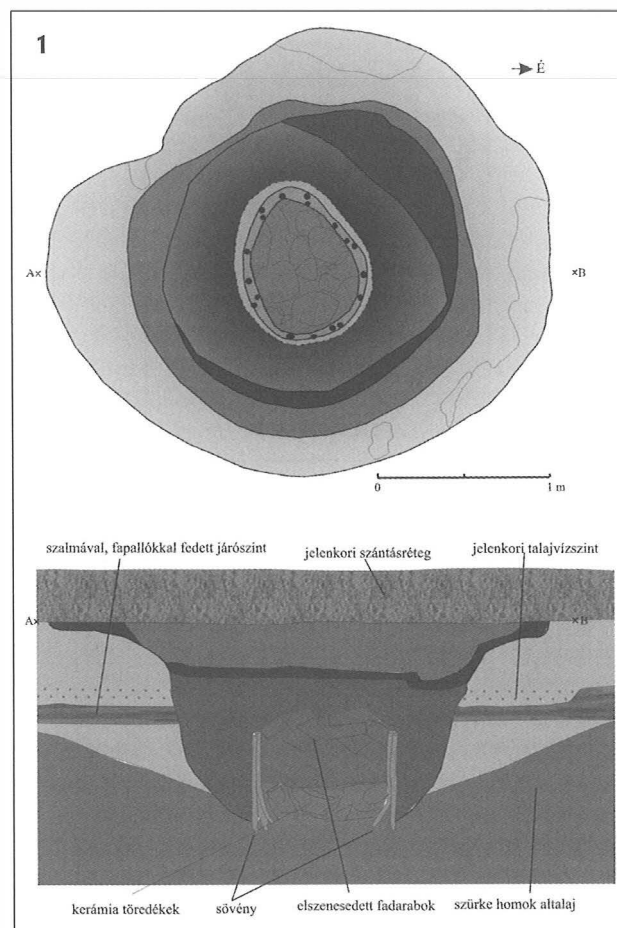 1
É
A×
×B
0 1 m
szalmával, fapallókkal fedett járószint
jelenkori szántásréteg
jelenkori talajvízszint
A×
×B
kerámia töredékek
sövény
elszenesedett fadarabok
szürke homok altalaj